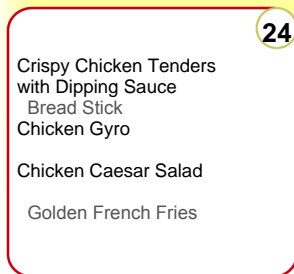 24
Crispy Chicken Tenders
with Dipping Sauce
Bread Stick
Chicken Gyro
Chicken Caesar Salad
Golden French Fries